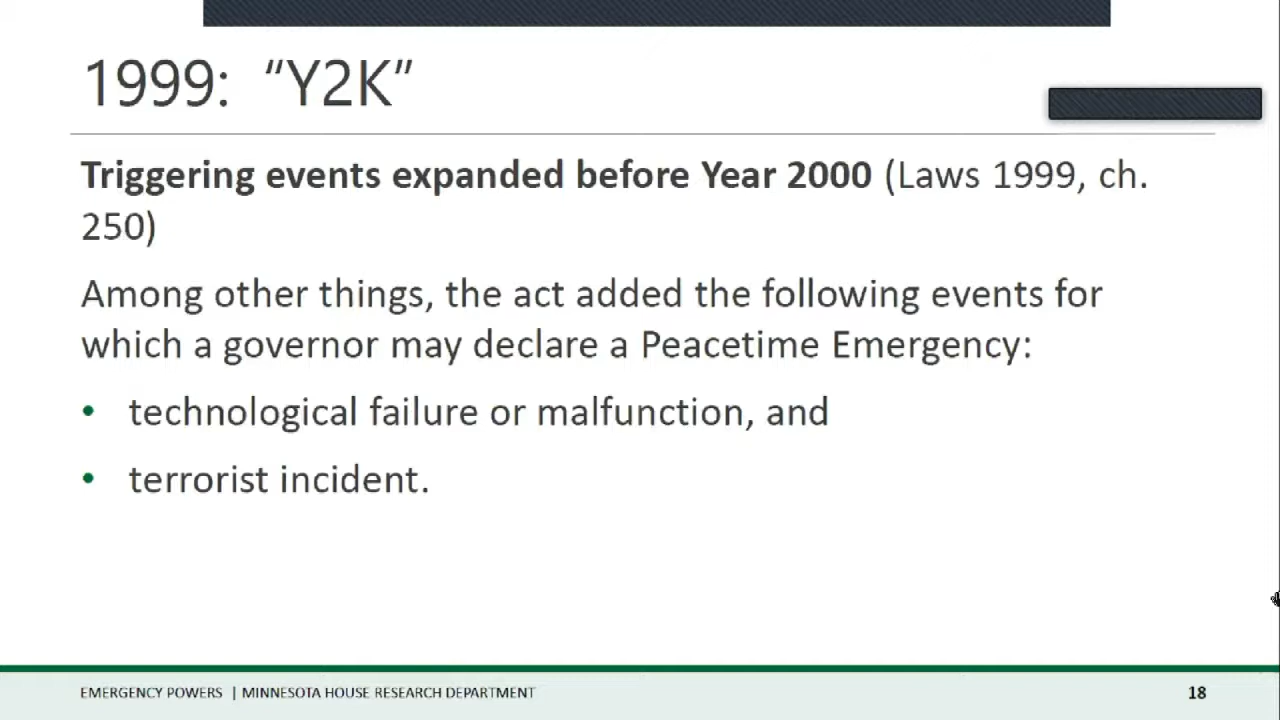 1999:  “Y2K”
Triggering events expanded before Year 2000 (Laws 1999, ch.
250)
Among other things, the act added the following events for
which a governor may declare a Peacetime Emergency:
• technological failure or malfunction, and
• terrorist incident.
EMERGENCY POWERS | MINNESOTA HOUSE RESEARCH DEPARTMENT
18